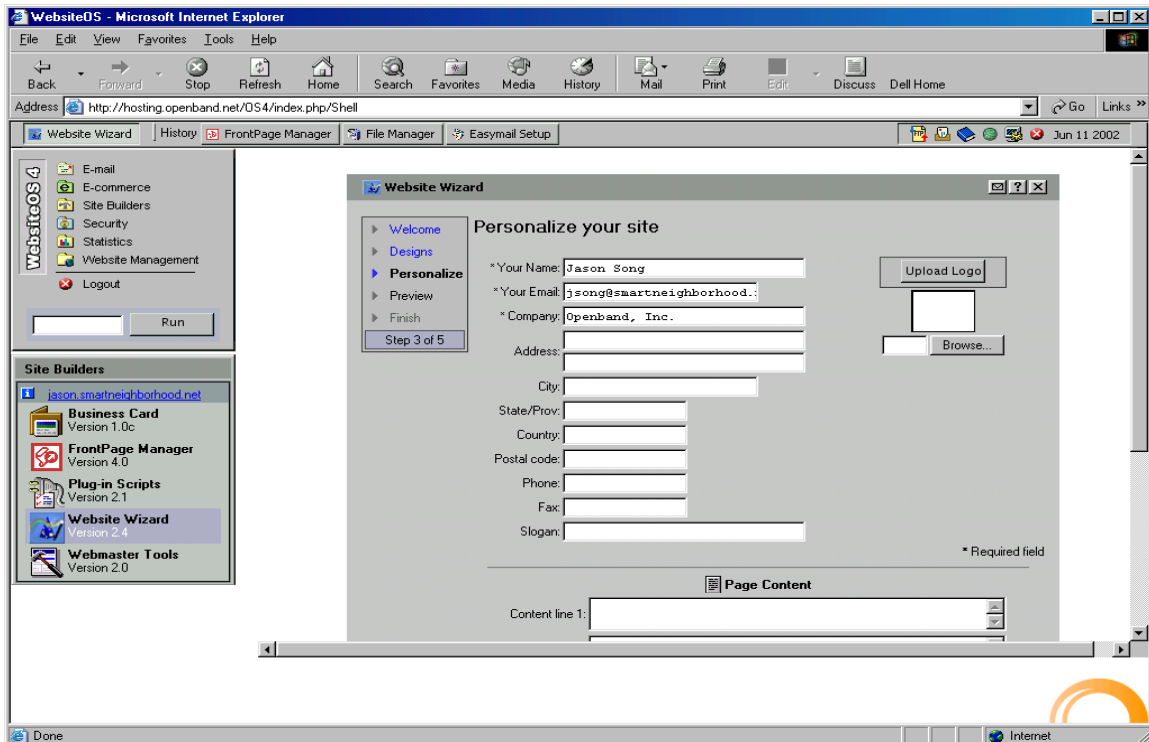 WebsiteOS - Microsoft Internet Explorer
File Edit View Favorites Tools Help
Back Forward Stop Refresh Home Search Favorites Media History Mail Print Edit Discuss Dell Home
Address http://hosting.openband.net/OS4/index.php/Shell Go Links »
Website Wizard History FrontPage Manager File Manager Easymail Setup Jun 11 2002
WebsiteOS 4
E-mail
E-commerce
Site Builders
Security
Statistics
Website Management
Logout
Run
Site Builders
jason.smartneighborhood.net
Business Card
Version 1.0c
FrontPage Manager
Version 4.0
Plug-in Scripts
Version 2.1
Website Wizard
Version 2.4
Webmaster Tools
Version 2.0
Website Wizard
Welcome
Designs
Personalize
Preview
Finish
Step 3 of 5
Personalize your site
*Your Name: Jason Song
*Your Email: jsong@smartneighborhood.
* Company: Openband, Inc.
Address:
City:
State/Prov:
Country:
Postal code:
Phone:
Fax:
Slogan:
Upload Logo
Browse...
* Required field
Page Content
Content line 1:
Done Internet